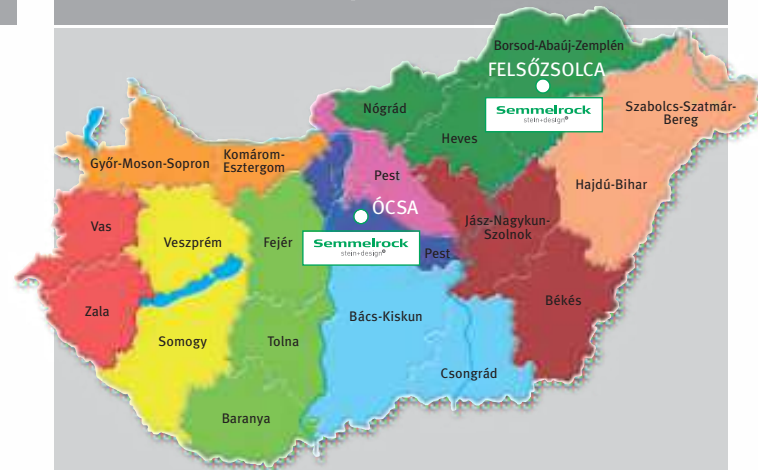 Borsod-Abaúj-Zemplén
FELSŐZSOLCA
Semmelrock
stein+design®
Nógrád
Szabolcs-Szatmár-
Bereg
Heves
Győr-Moson-Sopron
Komárom-
Esztergom
Pest
Hajdú-Bihar
ÓCSA
Vas
Veszprém
Fejér
Jász-Nagykun-
Szolnok
Semmelrock
stein+design®
Pest
Zala
Somogy
Tolna
Bács-Kiskun
Békés
Csongrád
Baranya